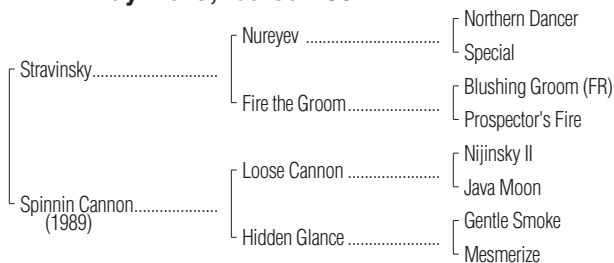 Northern Dancer
Nureyev
Special
Stravinsky
Blushing Groom (FR)
Fire the Groom
Prospector's Fire
Nijinsky II
Loose Cannon
Java Moon
Spinnin Cannon
(1989)
Gentle Smoke
Hidden Glance
Mesmerize